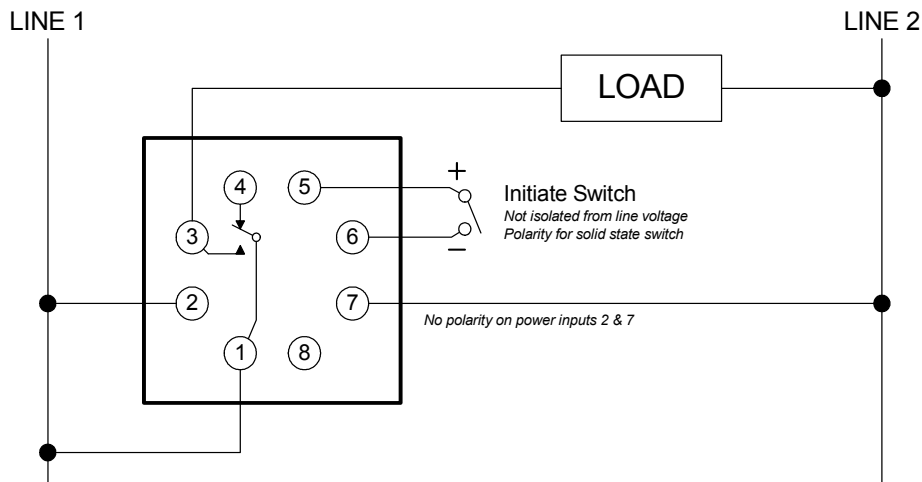 LINE 1
LINE 2
LOAD
4
5
+
Initiate Switch
Not isolated from line voltage
Polarity for solid state switch
3
6
−
2
7
No polarity on power inputs 2 & 7
1
8